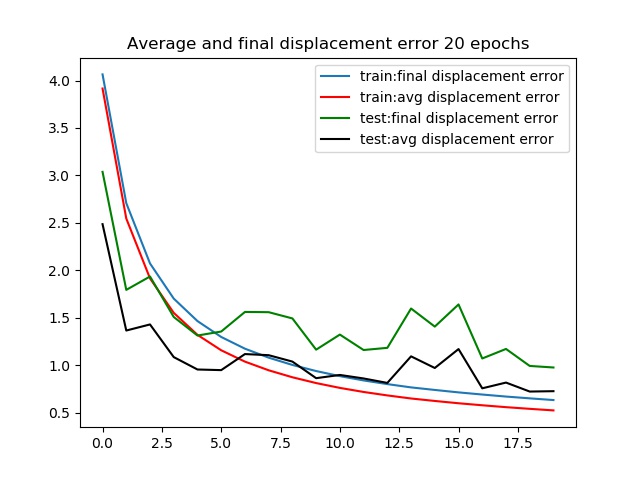 Average and final displacement error 20 epochs
train:final displacement error
train:avg displacement error
test:final displacement error
test:avg displacement error
4.0
3.5
3.0
2.5
2.0
1.5
1.0
0.5
0.0 2.5 5.0 7.5 10.0 12.5 15.0 17.5